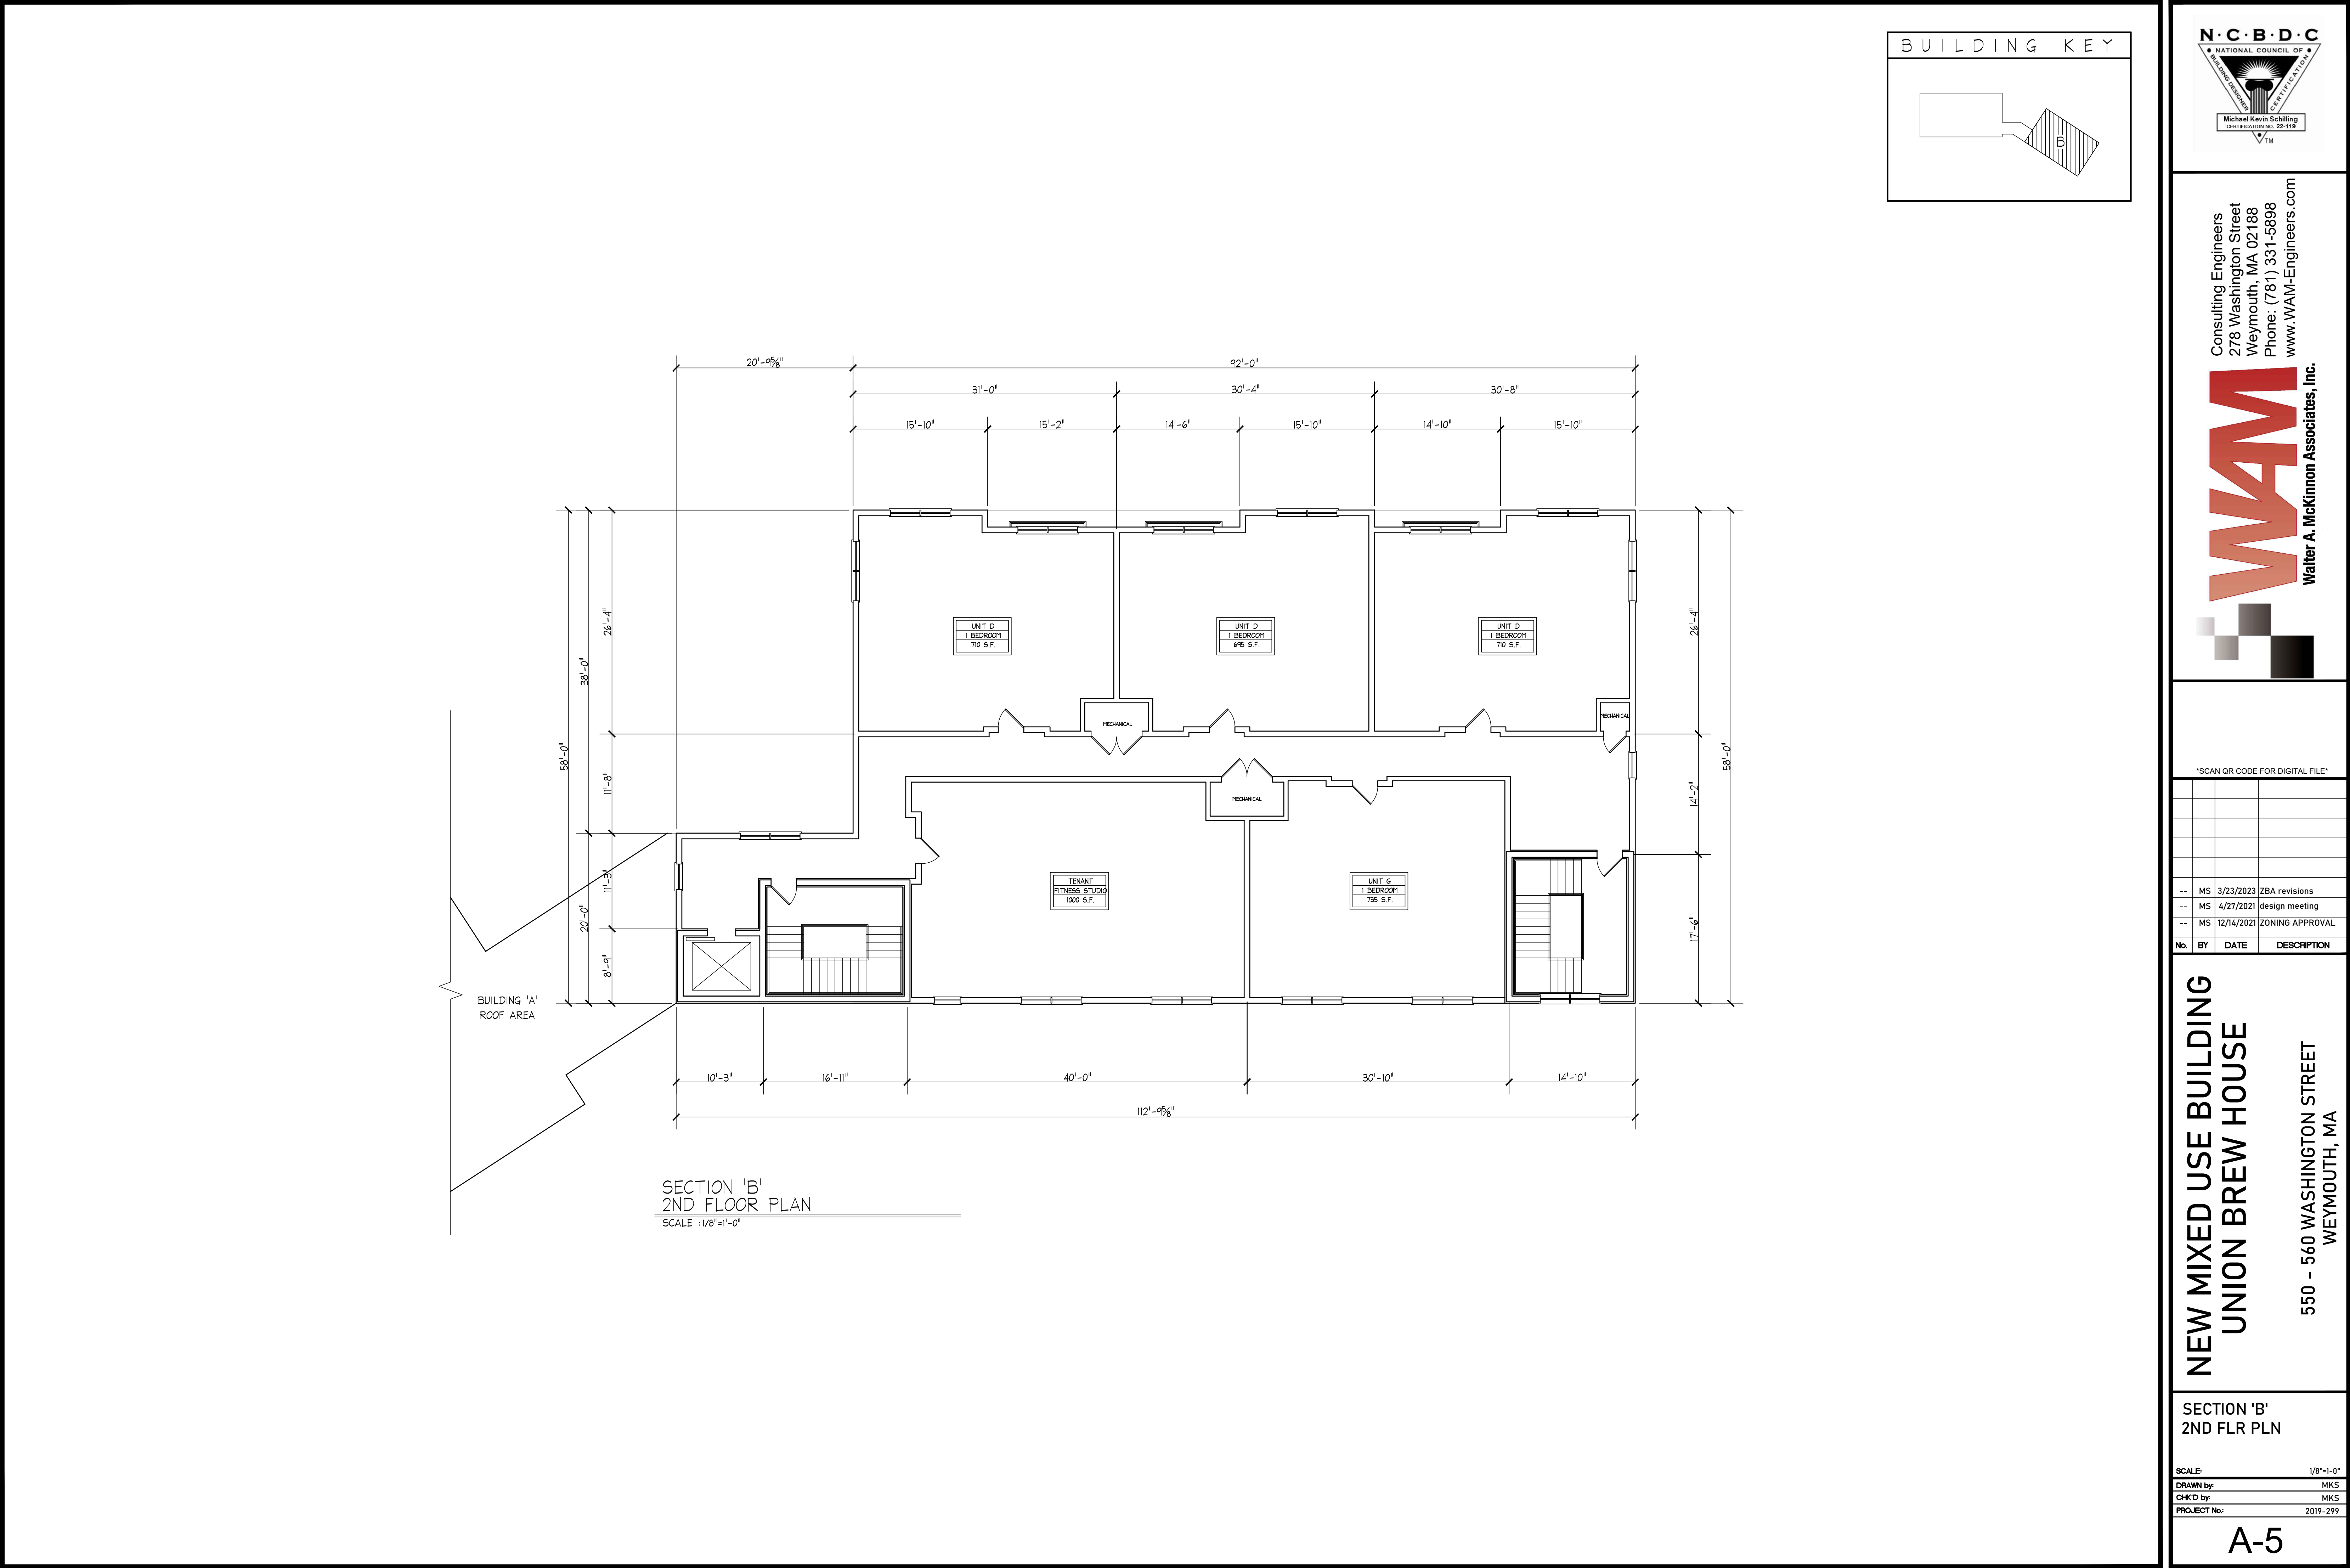 BUILDING KEY
B
20'-9⅝"
92'-0"
31'-0"
30'-4"
30'-8"
15'-10"
15'-2"
14'-6"
15'-10"
14'-10"
15'-10"
58'-0"
38'-0"
26'-4"
11'-8"
20'-0"
11'-3"
8'-9"
26'-4"
14'-2"
17'-6"
58'-0"
UNIT D
1 BEDROOM
710 S.F.
UNIT D
1 BEDROOM
695 S.F.
UNIT D
1 BEDROOM
710 S.F.
MECHANICAL
MECHANICAL
MECHANICAL
TENANT
FITNESS STUDIO
1000 S.F.
UNIT G
1 BEDROOM
735 S.F.
BUILDING 'A'
ROOF AREA
10'-3"
16'-11"
40'-0"
30'-10"
14'-10"
112'-9⅝"
SECTION 'B'
2ND FLOOR PLAN
SCALE :1/8"=1'-0"
N·C·B·D·C
NATIONAL COUNCIL OF
BUILDING DESIGNER
CERTIFICATION
Michael Kevin Schilling
CERTIFICATION NO. 22-119
TM
Consulting Engineers
278 Washington Street
Weymouth, MA 02188
Phone: (781) 331-5898
www.WAM-Engineers.com
WAM
Walter A. McKinnon Associates, Inc.
*SCAN QR CODE FOR DIGITAL FILE*
-- MS 3/23/2023 ZBA revisions
-- MS 4/27/2021 design meeting
-- MS 12/14/2021 ZONING APPROVAL
No. BY DATE DESCRIPTION
NEW MIXED USE BUILDING
UNION BREW HOUSE
550 - 560 WASHINGTON STREET
WEYMOUTH, MA
SECTION 'B'
2ND FLR PLN
SCALE: 1/8"=1-0"
DRAWN by: MKS
CHK'D by: MKS
PROJECT No.: 2019-299
A-5